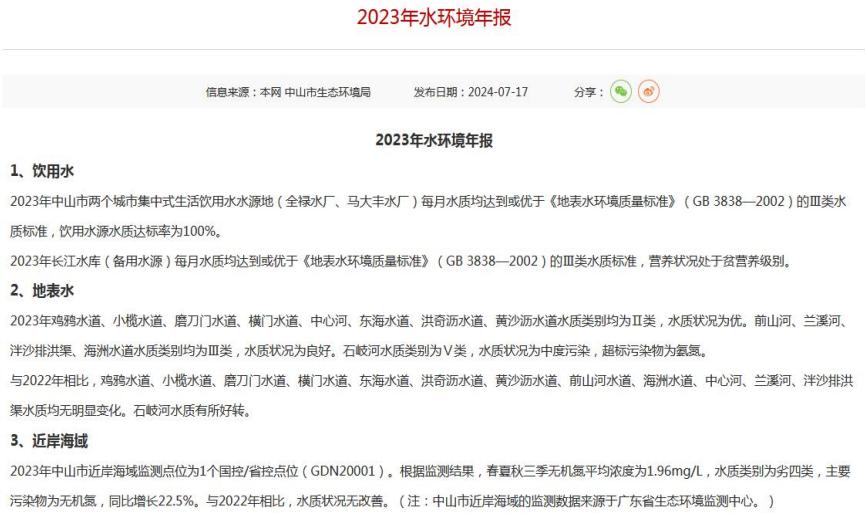 2023年水环境年报
信息来源：本网 中山市生态环境局 发布日期：2024-07-17 分享：
2023年水环境年报
1、饮用水
2023年中山市两个城市集中式生活饮用水水源地（全禄水厂、马大丰水厂）每月水质均达到或优于《地表水环境质量标准》（GB 3838—2002）的Ⅲ类水
质标准，饮用水源水质达标率为100%。
2023年长江水库（备用水源）每月水质均达到或优于《地表水环境质量标准》（GB 3838—2002）的Ⅲ类水质标准，营养状况处于贫营养级别。
2、地表水
2023年鸡鸦水道、小榄水道、磨刀门水道、横门水道、中心河、东海水道、洪奇沥水道、黄沙沥水道水质类别均为Ⅱ类，水质状况为优。前山河、兰溪河、
泮沙排洪渠、海洲水道水质类别均为Ⅲ类，水质状况为良好。石岐河水质类别为Ⅴ类，水质状况为中度污染，超标污染物为氨氮。
与2022年相比，鸡鸦水道、小榄水道、磨刀门水道、横门水道、东海水道、洪奇沥水道、黄沙沥水道、前山河水道、海洲水道、中心河、兰溪河、泮沙排洪
渠水质均无明显变化。石岐河水质有所好转。
3、近岸海域
2023年中山市近岸海域监测点位为1个国控/省控点位（GDN20001）。根据监测结果，春夏秋三季无机氮平均浓度为1.96mg/L，水质类别为劣四类，主要
污染物为无机氮，同比增长22.5%。与2022年相比，水质状况无改善。（注：中山市近岸海域的监测数据来源于广东省生态环境监测中心。）